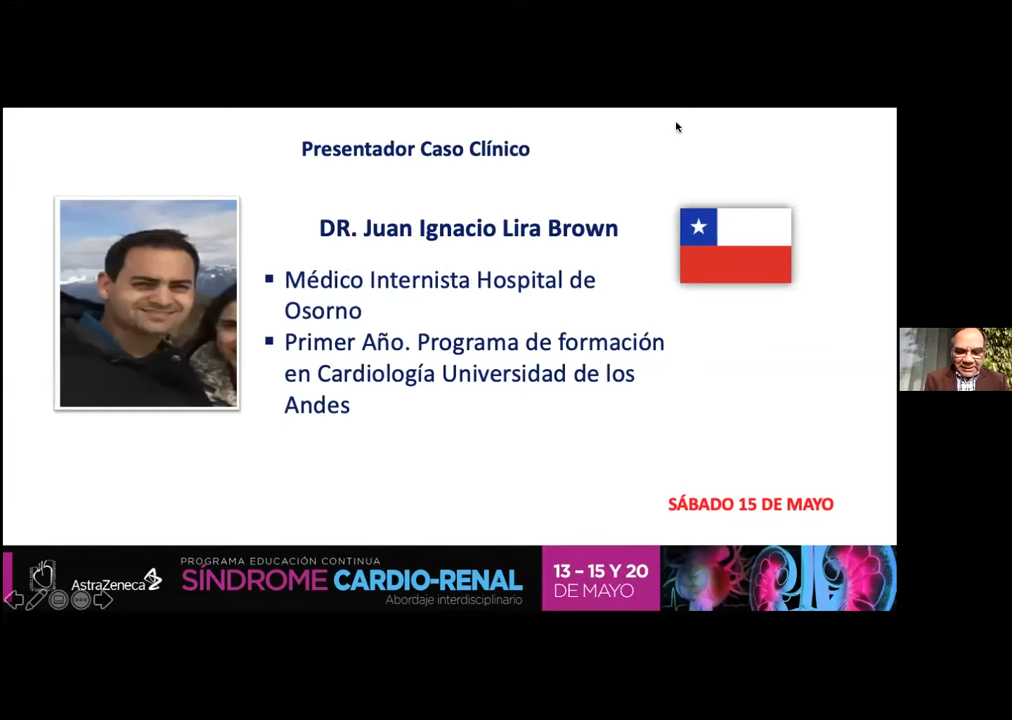 Presentador Caso Clínico
DR. Juan Ignacio Lira Brown
▪ Médico Internista Hospital de
Osorno
▪ Primer Año. Programa de formación
en Cardiología Universidad de los
Andes
SÁBADO 15 DE MAYO
AstraZeneca
PROGRAMA EDUCACIÓN CONTINUA
SÍNDROME CARDIO-RENAL
Abordaje interdisciplinario
13 – 15 Y 20
DE MAYO